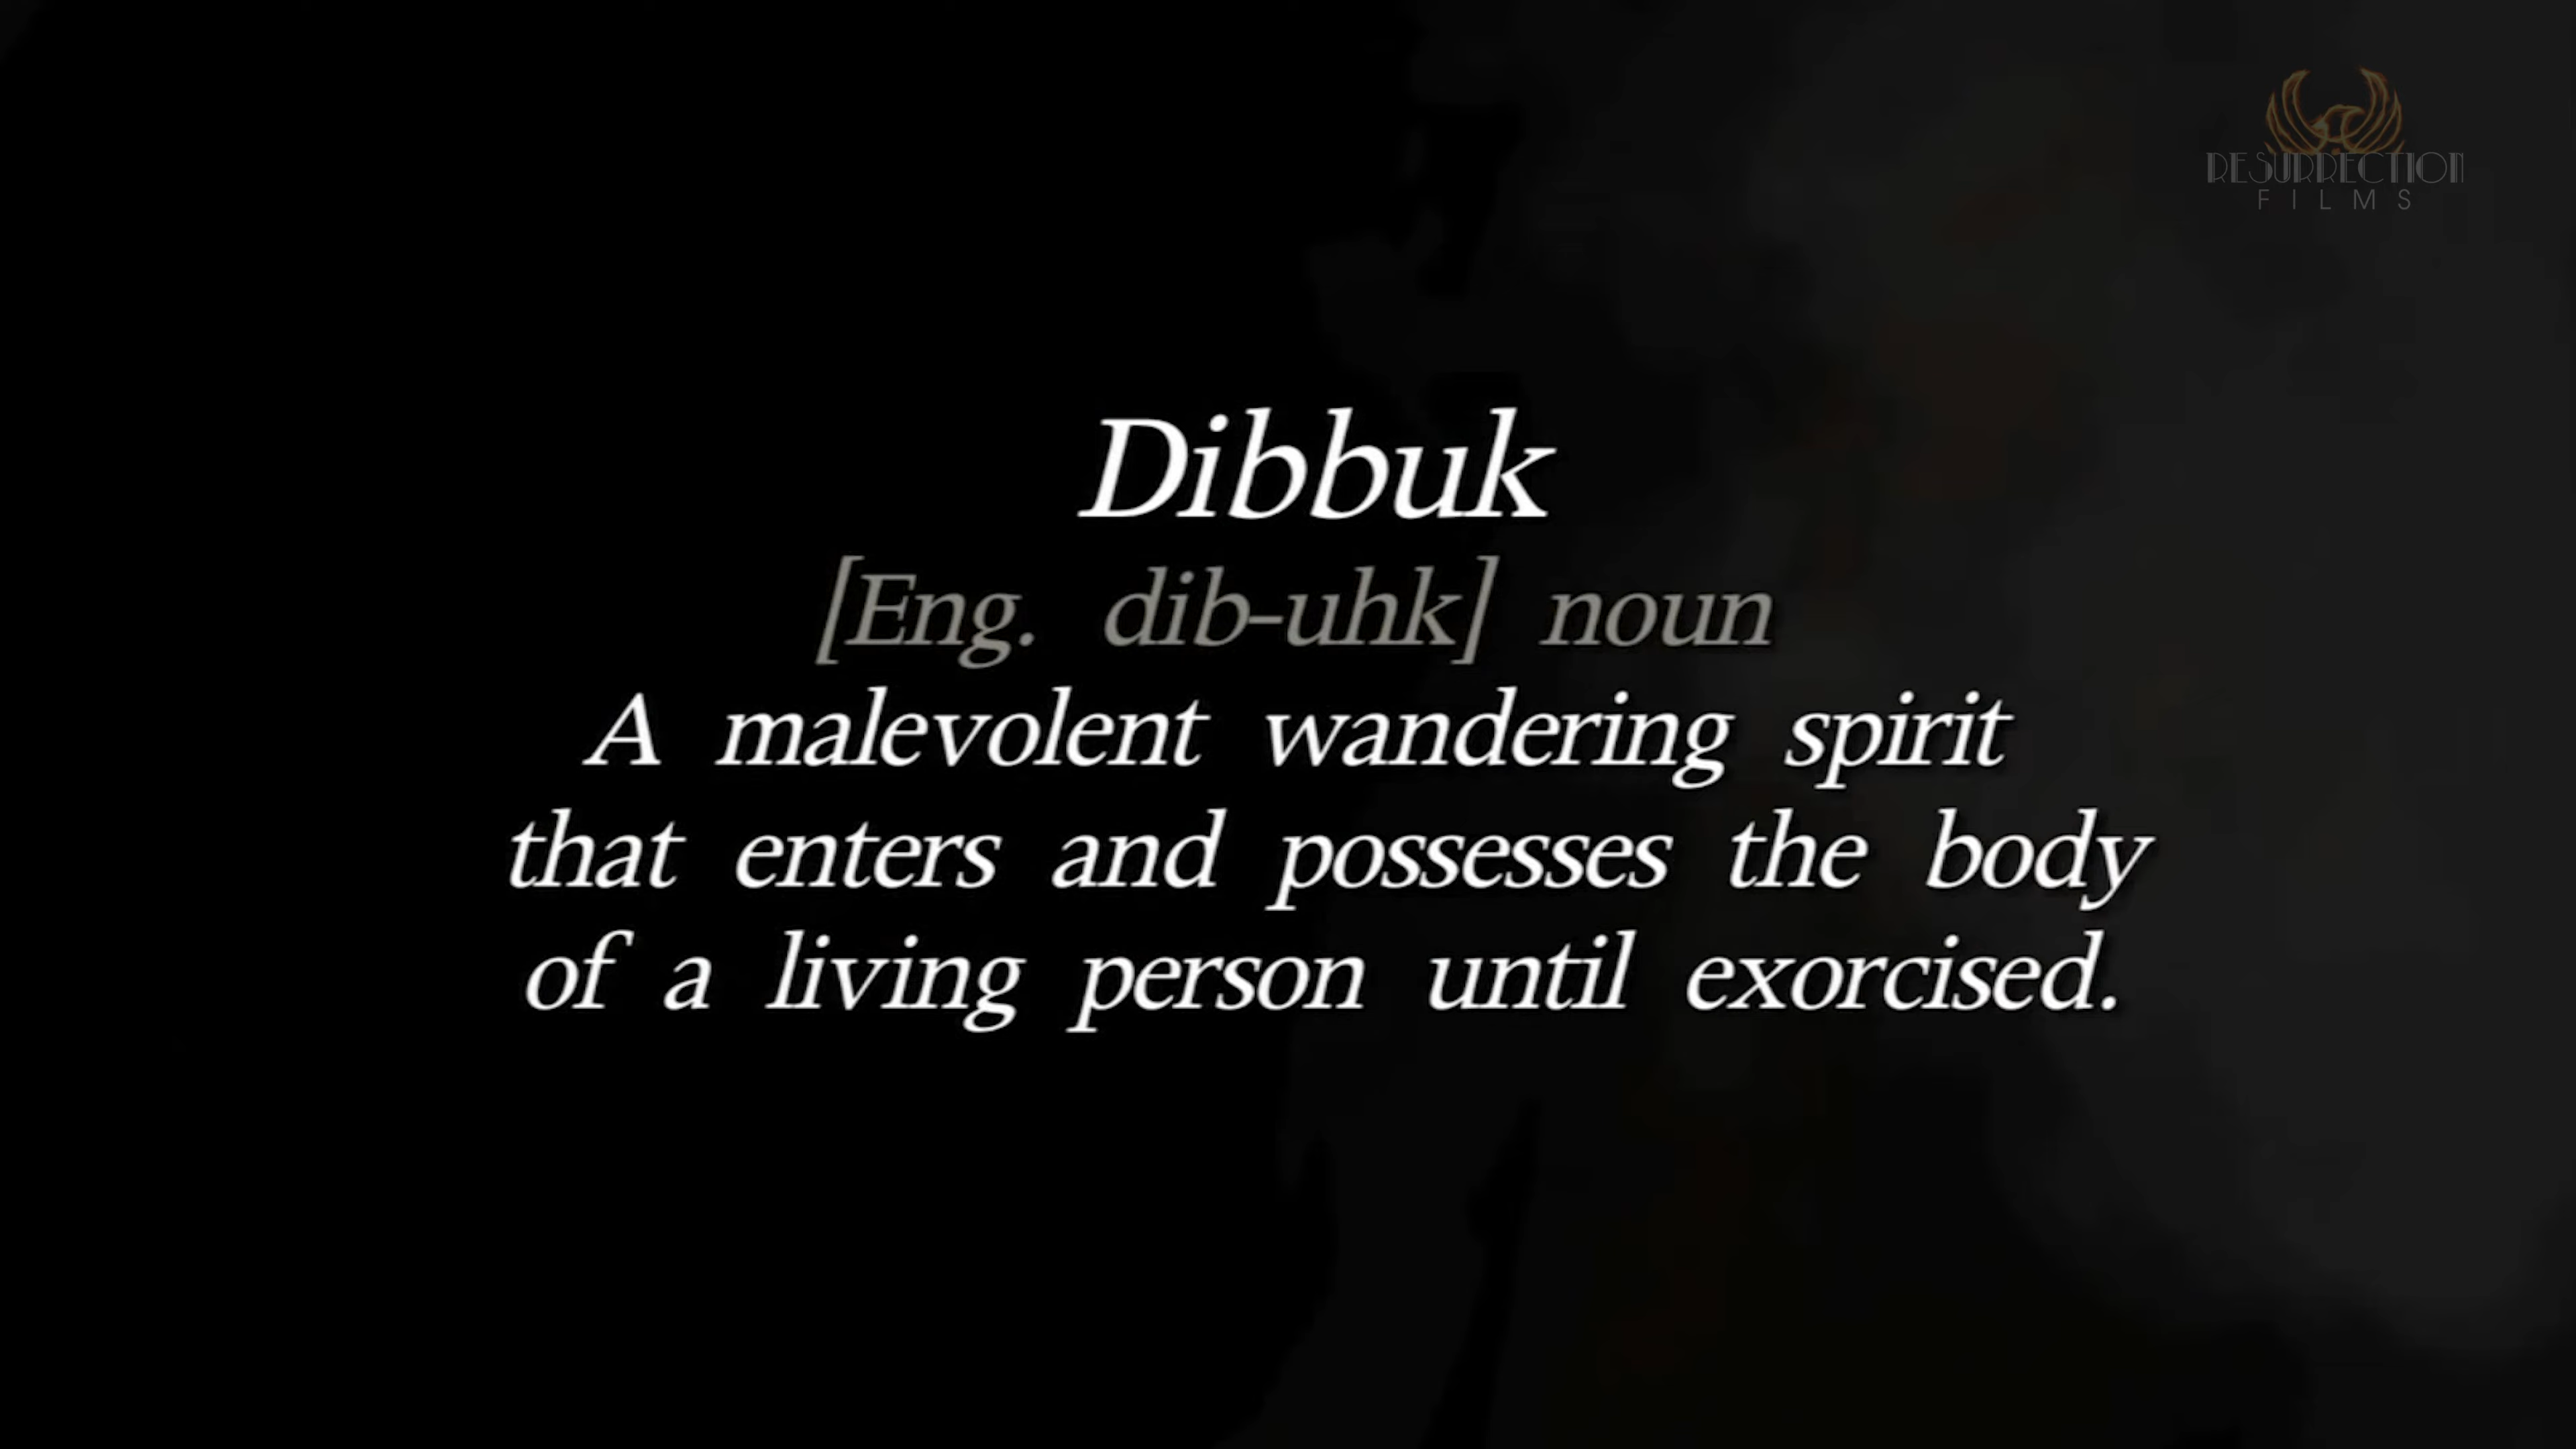 RESURRECTION
FILMS
Dibbuk
[Eng. dib-uhk] noun
A malevolent wandering spirit
that enters and possesses the body
of a living person until exorcised.